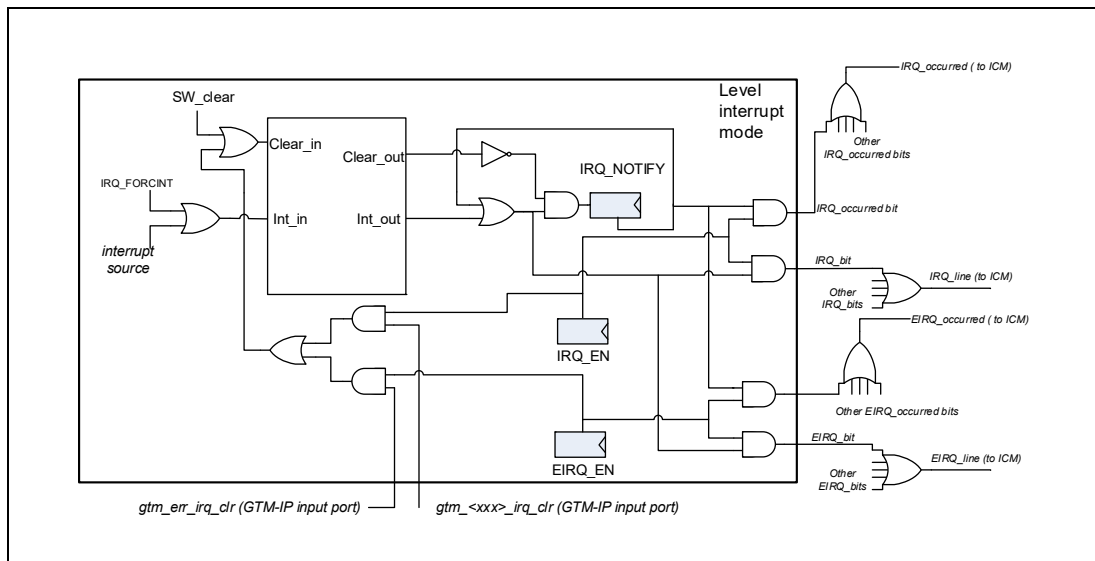 IRQ_occurred ( to ICM)
Level
interrupt
mode
SW_clear
Other
IRQ_occurred bits
Clear_in
Clear_out
IRQ_NOTIFY
IRQ_FORCINT
Int_in
Int_out
IRQ_occurred bit
interrupt
source
IRQ_bit
IRQ_line (to ICM)
Other
IRQ_bits
EIRQ_occurred ( to ICM)
IRQ_EN
Other EIRQ_occurred bits
EIRQ_bit
EIRQ_EN
EIRQ_line (to ICM)
Other
EIRQ_bits
gtm_err_irq_clr (GTM-IP input port)
gtm_<xxx>_irq_clr (GTM-IP input port)